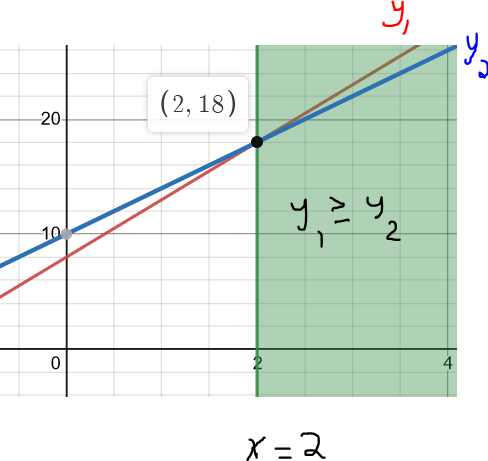 y₁
y₂
20
(2, 18)
10
y₁ ≥ y₂
0
2
4
x = 2